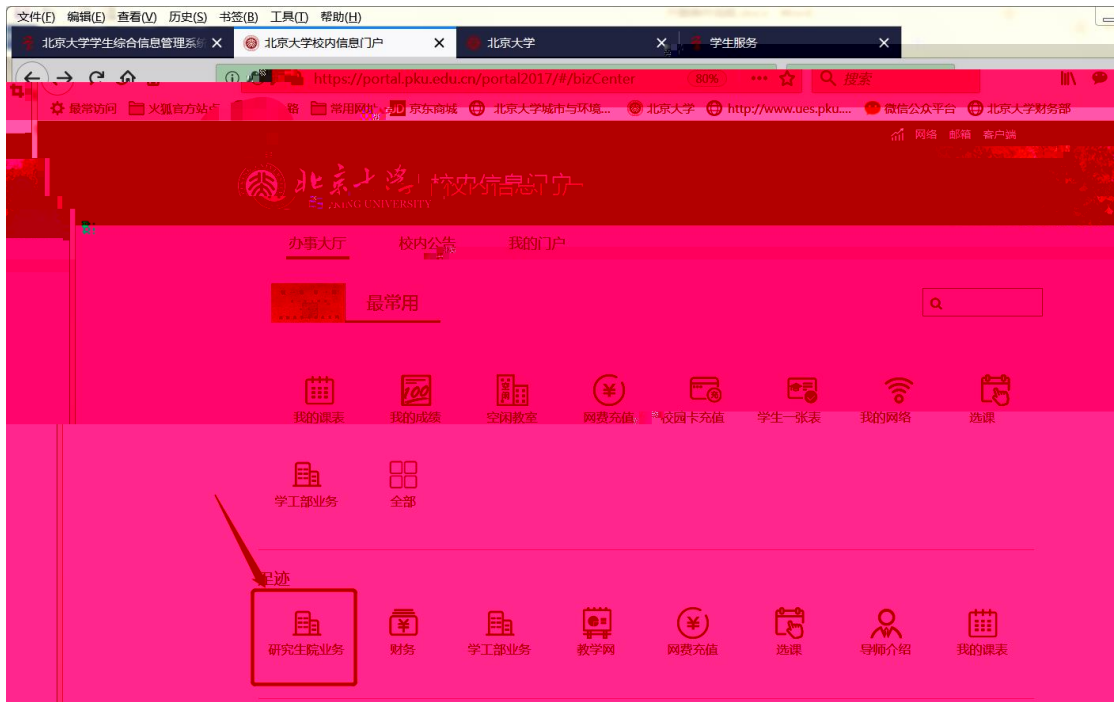 文件(F) 编辑(E) 查看(V) 历史(S) 书签(B) 工具(T) 帮助(H)
北京大学学生综合信息管理系统 北京大学校内信息门户 北京大学 学生服务
https://portal.pku.edu.cn/portal2017/#/bizCenter 80% 搜索
最常访问 火狐官方站点 常用网址 JD 京东商城 北京大学城市与环境... 北京大学 http://www.ues.pku.... 微信公众平台 北京大学财务部
网络 邮箱 客户端
北京大学 校内信息门户
PEKING UNIVERSITY
办事大厅 校内公告 我的门户
最常用
我的课表 我的成绩 空闲教室 网费充值 校园卡充值 学生一张表 我的网络 选课
学工部业务 全部
足迹
研究生院业务 财务 学工部业务 教学网 网费充值 选课 导师介绍 我的课表